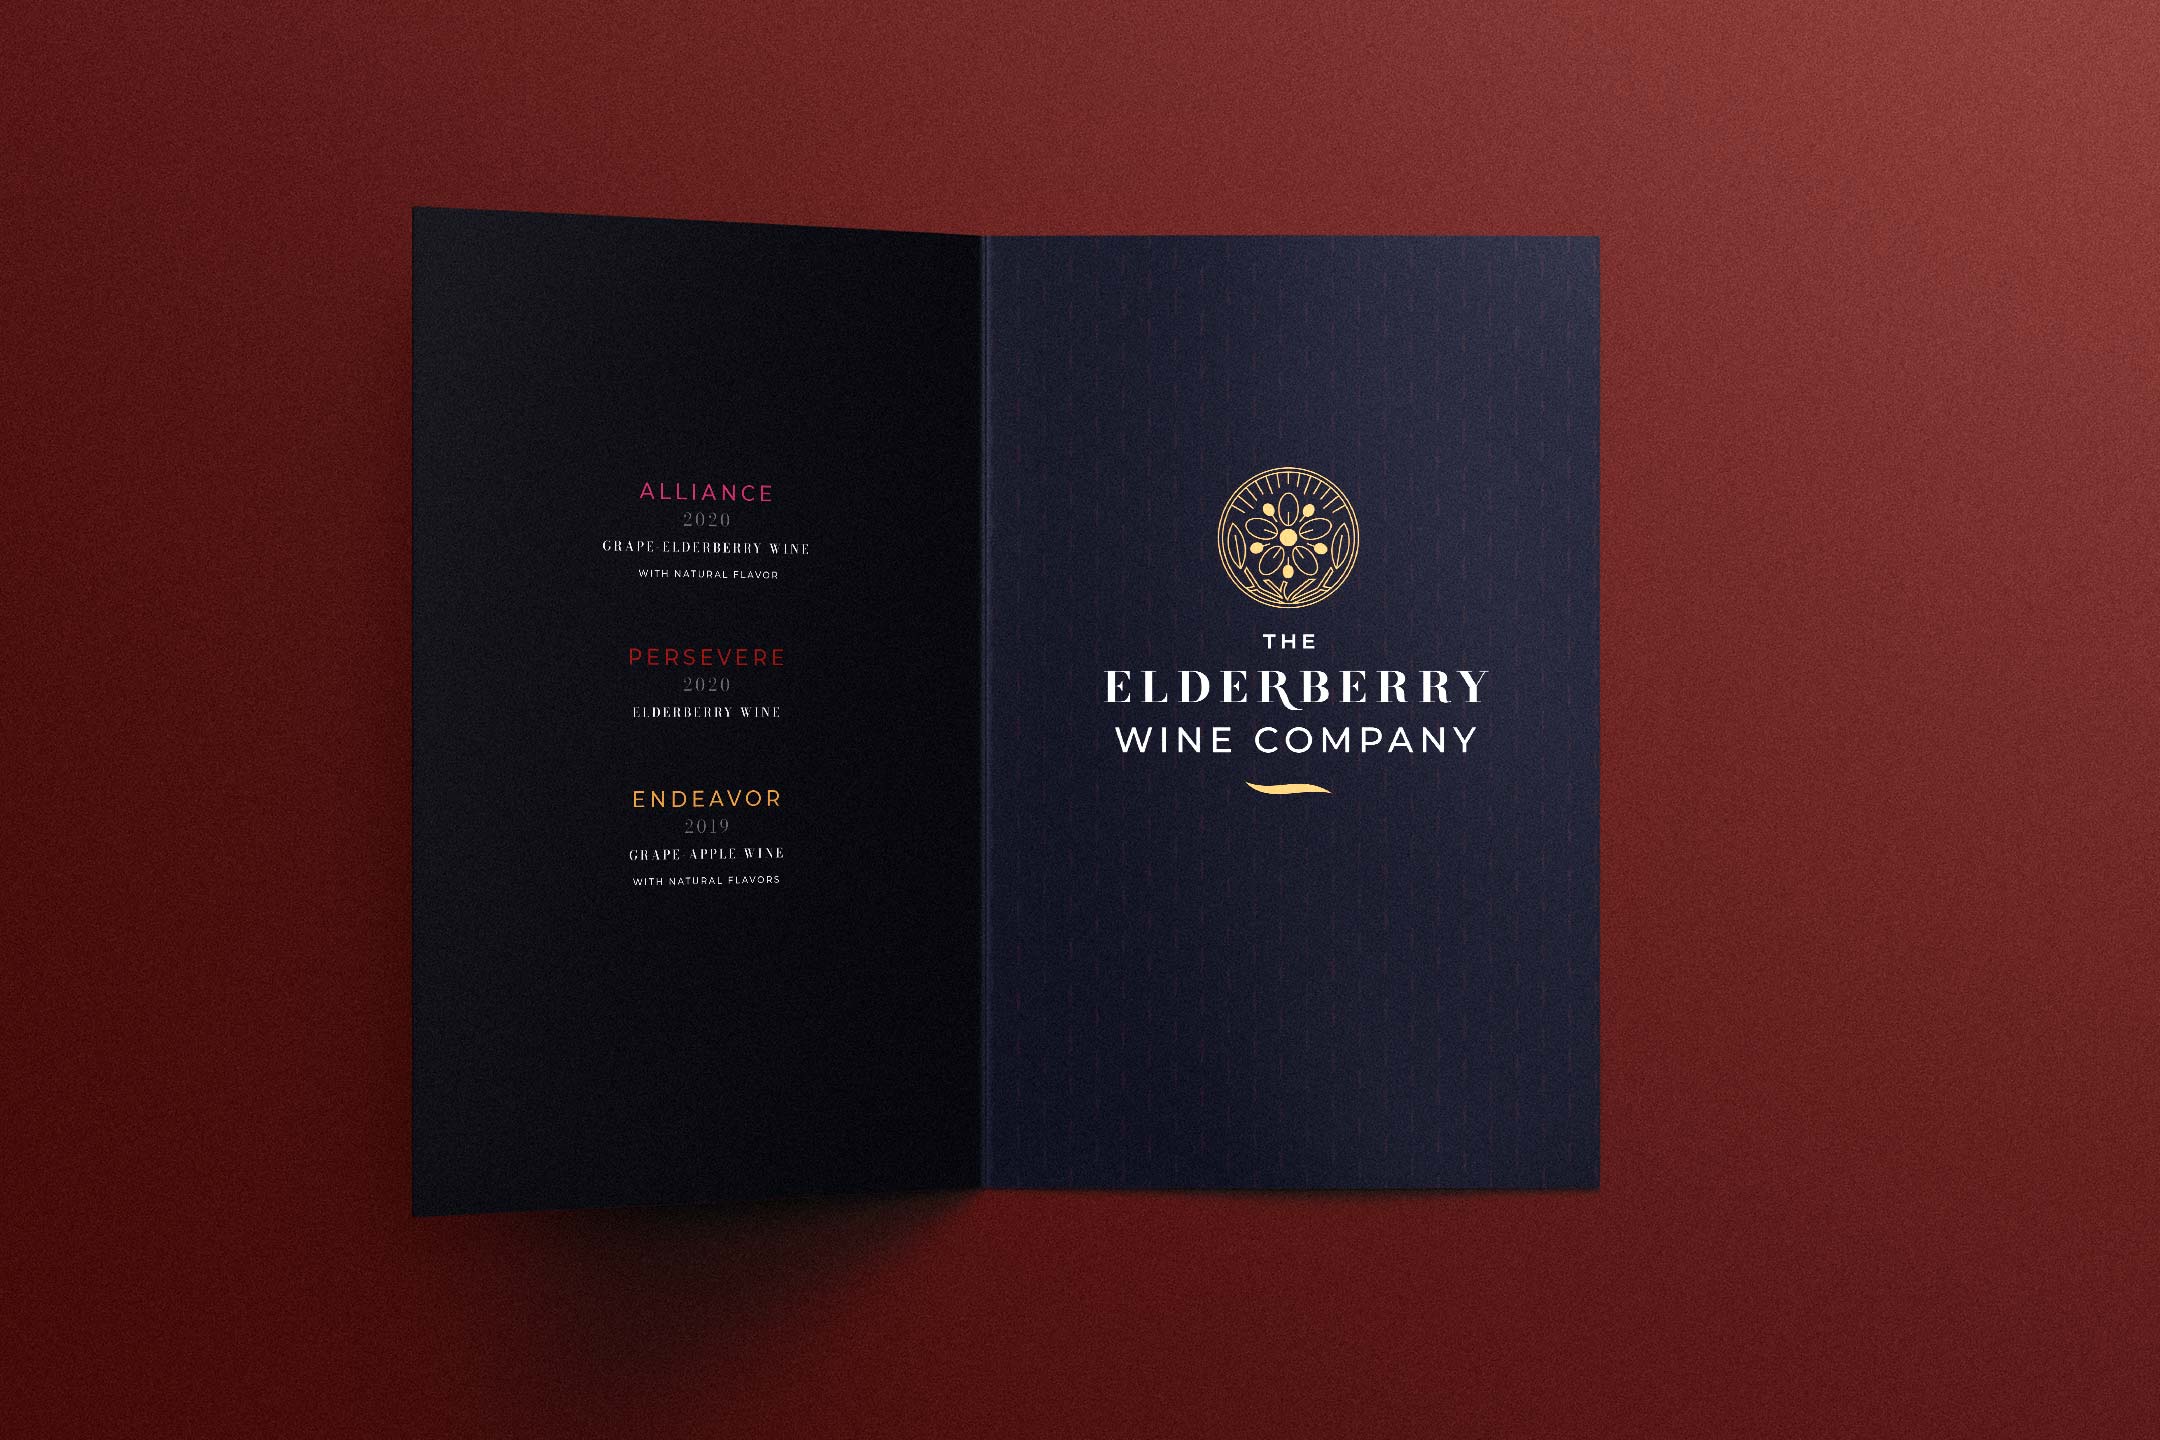 ALLIANCE
2020
GRAPE-ELDERBERRY WINE
WITH NATURAL FLAVOR
PERSEVERE
2020
ELDERBERRY WINE
ENDEAVOR
2019
GRAPE-APPLE WINE
WITH NATURAL FLAVORS
THE
ELDERBERRY
WINE COMPANY